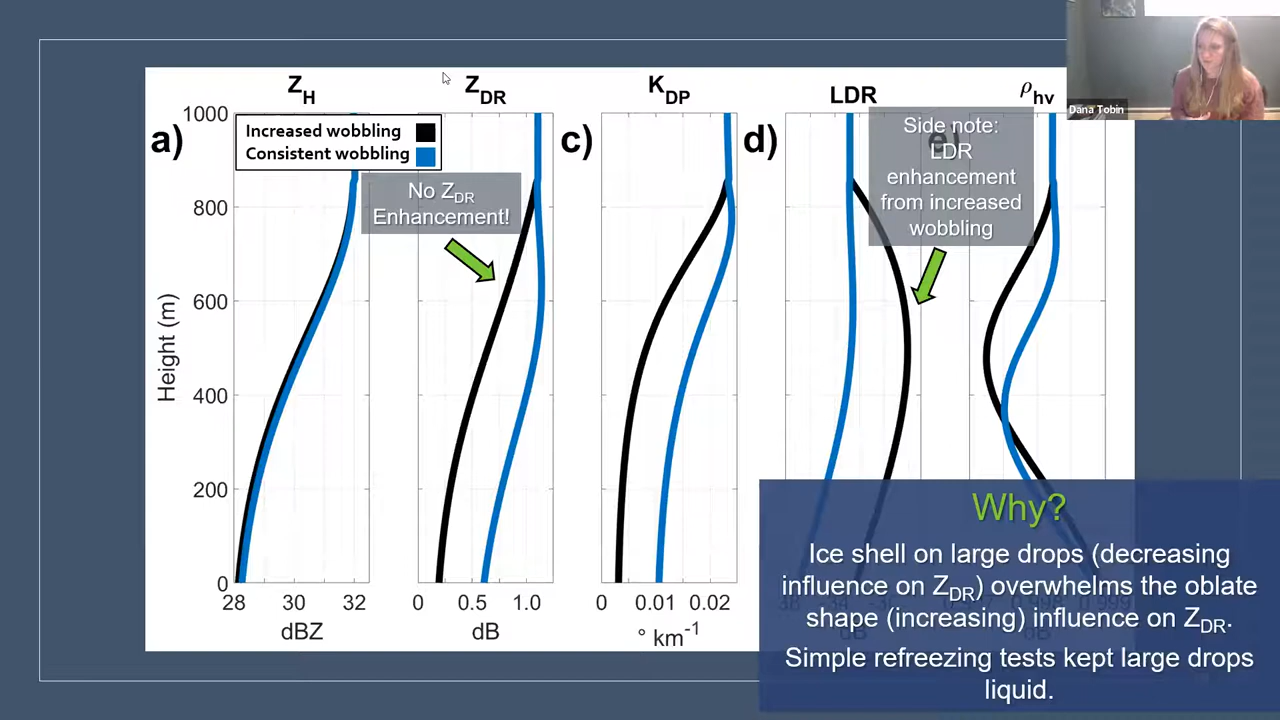 Z_H
Z_DR
K_DP
LDR
ρ_hv
Dana Tobin
1000
800
600
400
200
0
Height (m)
a)
Increased wobbling
Consistent wobbling
c)
d)
e)
No Z_DR
Enhancement!
Side note:
LDR
enhancement
from increased
wobbling
28 30 32
dBZ
0 0.5 1.0
dB
0 0.01 0.02
° km⁻¹
dB
dB
Why?
Ice shell on large drops (decreasing
influence on Z_DR) overwhelms the oblate
shape (increasing) influence on Z_DR.
Simple refreezing tests kept large drops
liquid.